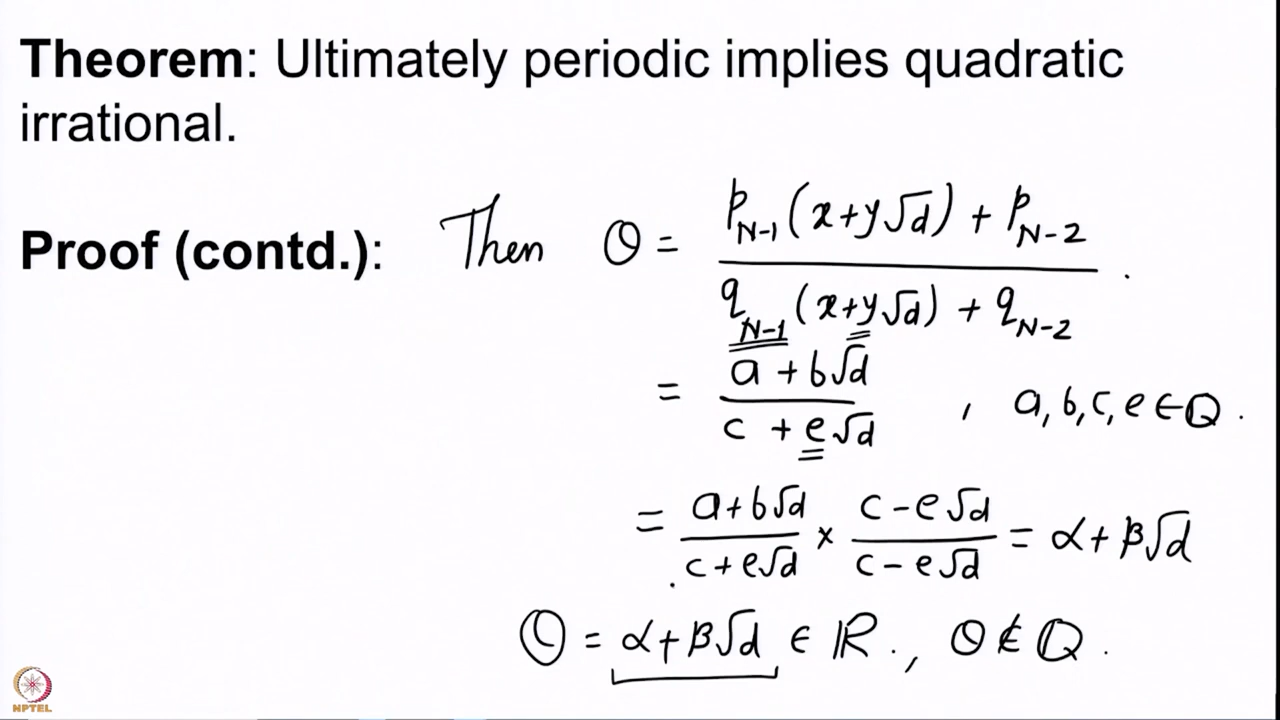 Theorem: Ultimately periodic implies quadratic
irrational.
Proof (contd.): Then θ = (p_{N-1}(x+y√d) + p_{N-2}) / (q_{N-1}(x+y√d) + q_{N-2}) .
= (a + b√d) / (c + e√d) , a, b, c, e ∈ ℚ .
= (a+b√d)/(c+e√d) × (c-e√d)/(c-e√d) = α + β√d
θ = α+β√d ∈ ℝ . , θ ∉ ℚ .
NPTEL